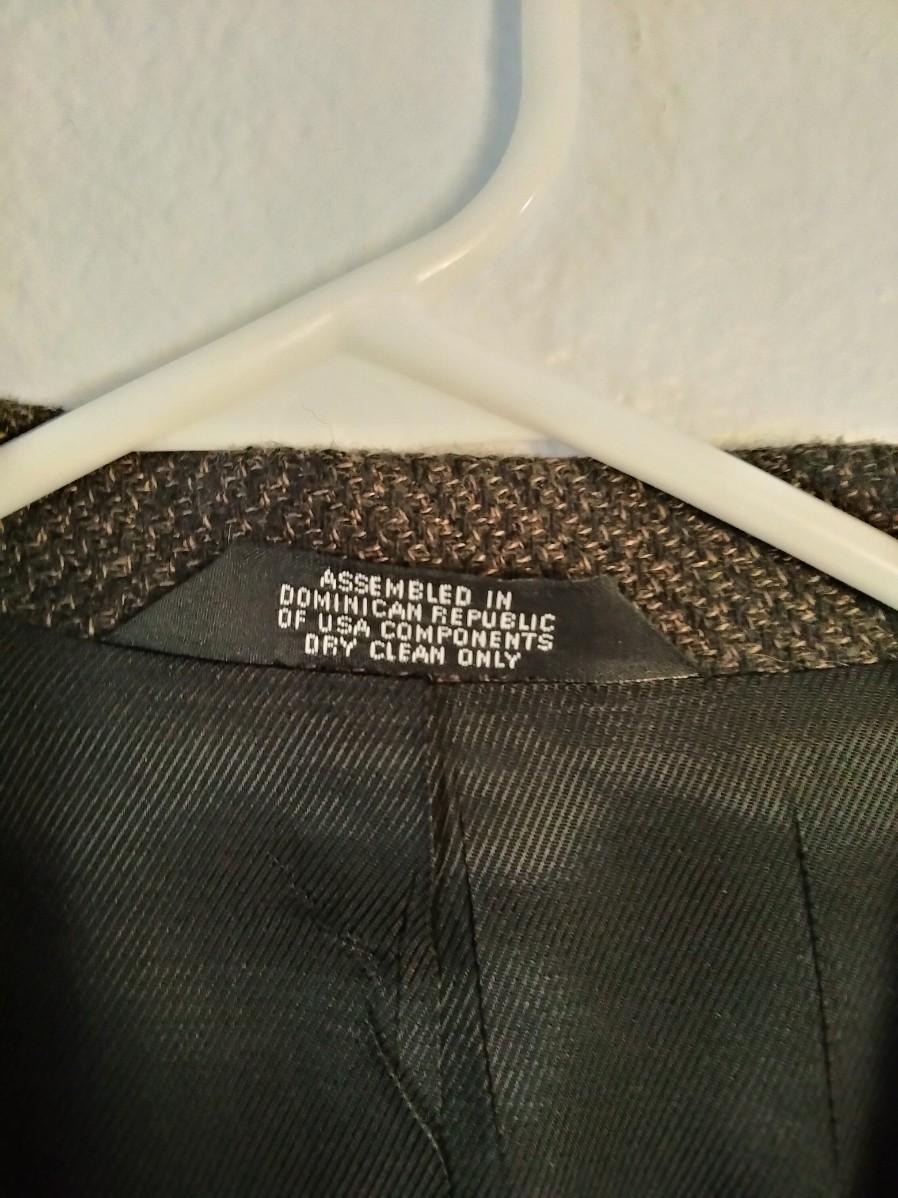 ASSEMBLED IN
DOMINICAN REPUBLIC
OF USA COMPONENTS
DRY CLEAN ONLY